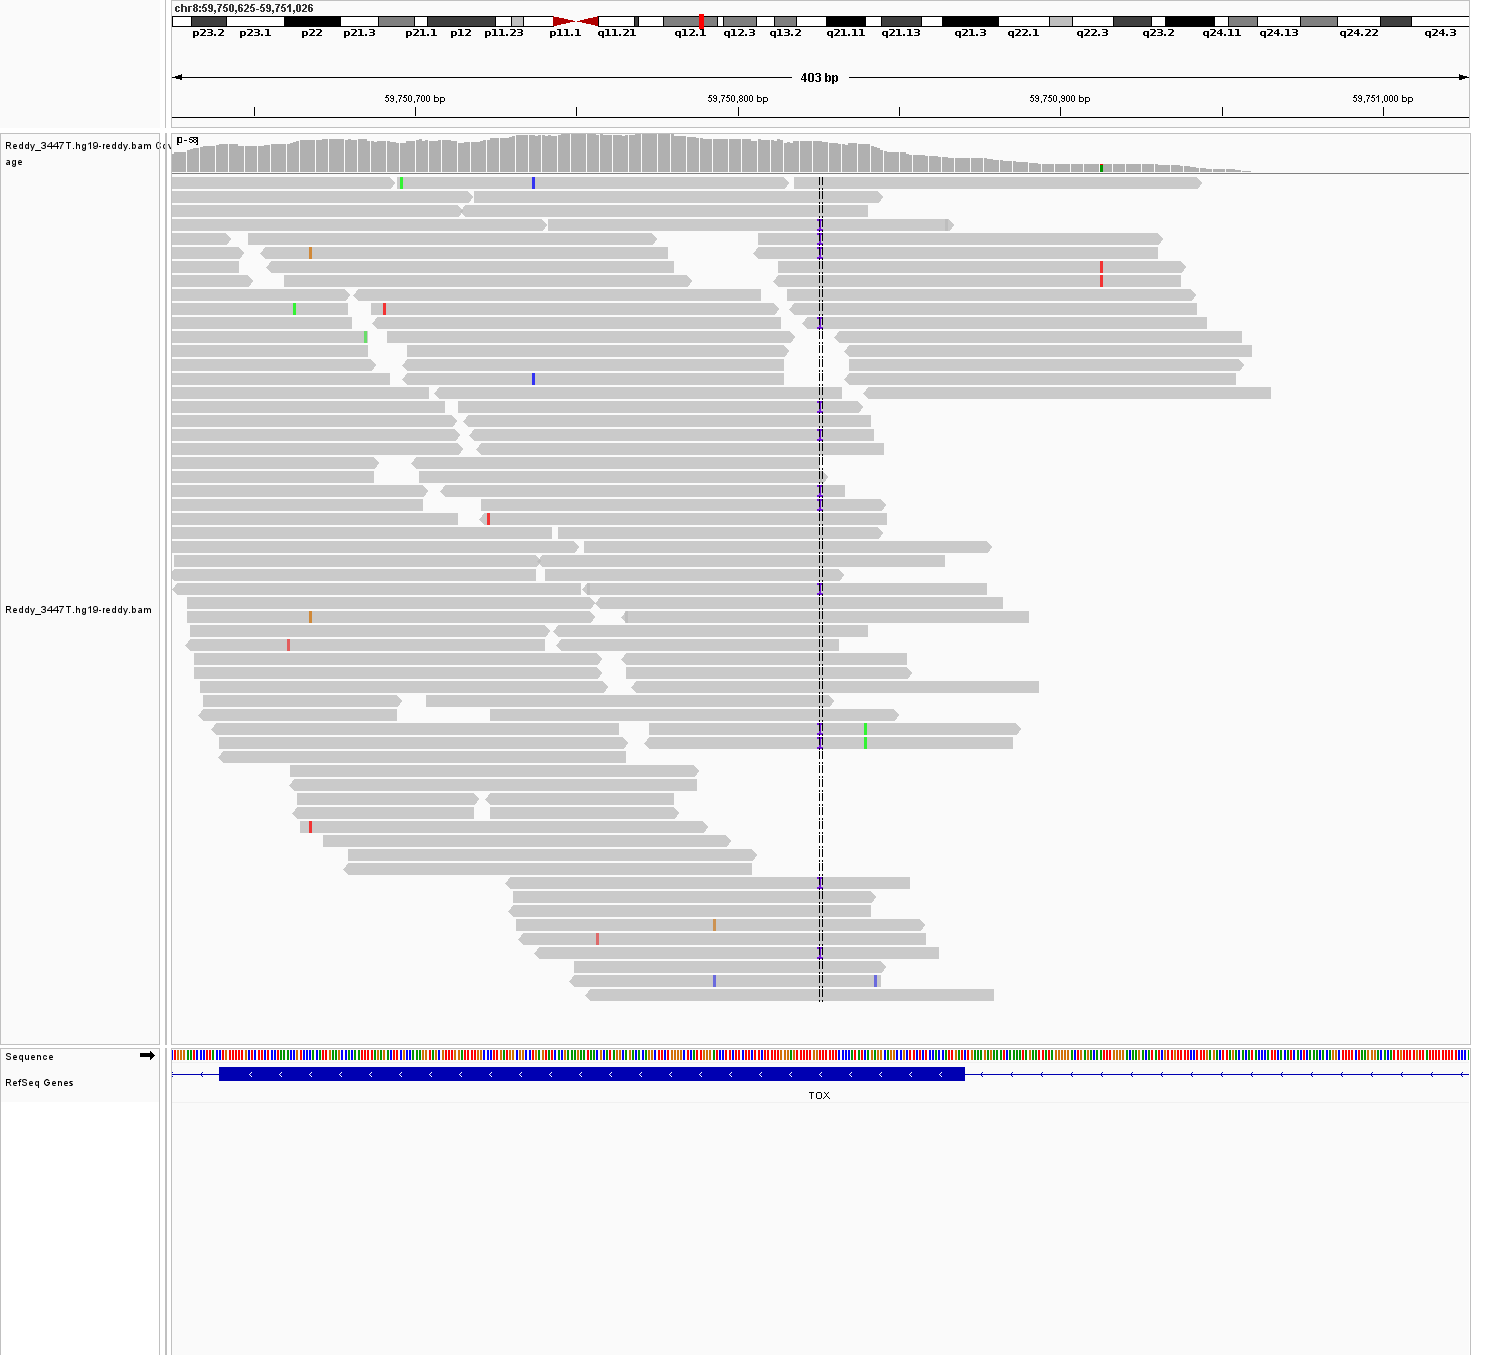 chr8:59,750,625-59,751,026
p23.2 p23.1 p22 p21.3 p21.1 p12 p11.23 p11.1 q11.21 q12.1 q12.3 q13.2 q21.11 q21.13 q21.3 q22.1 q22.3 q23.2 q24.11 q24.13 q24.22 q24.3
403 bp
59,750,700 bp 59,750,800 bp 59,750,900 bp 59,751,000 bp
Reddy_3447T.hg19-reddy.bam
age
Reddy_3447T.hg19-reddy.bam
Sequence
RefSeq Genes
TOX